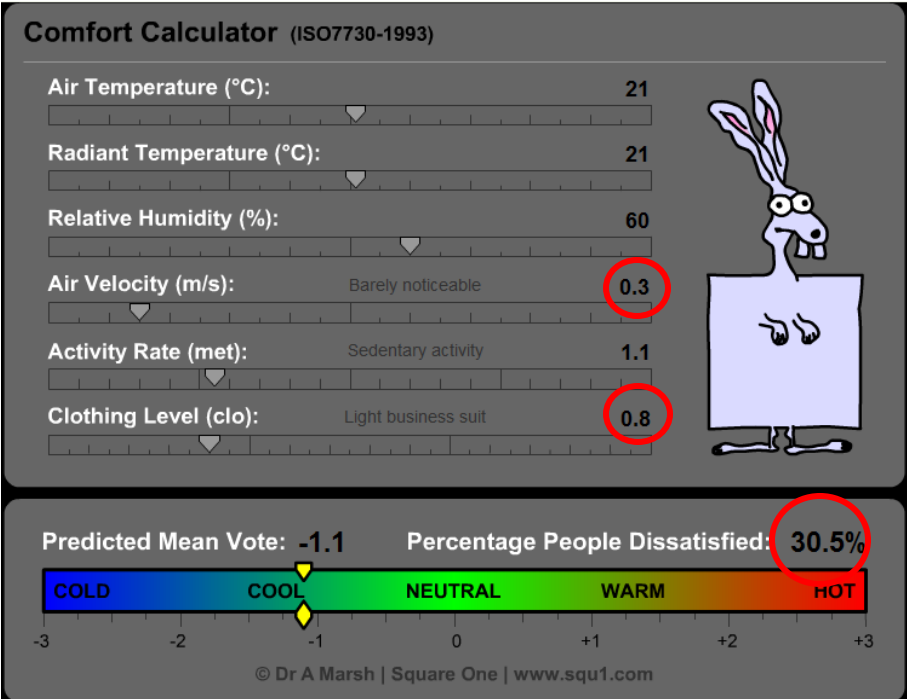 Comfort Calculator (ISO7730-1993)
Air Temperature (°C): 21
Radiant Temperature (°C): 21
Relative Humidity (%): 60
Air Velocity (m/s): Barely noticeable 0.3
Activity Rate (met): Sedentary activity 1.1
Clothing Level (clo): Light business suit 0.8
Predicted Mean Vote: -1.1 Percentage People Dissatisfied: 30.5%
COLD COOL NEUTRAL WARM HOT
-3 -2 -1 0 +1 +2 +3
© Dr A Marsh | Square One | www.squ1.com